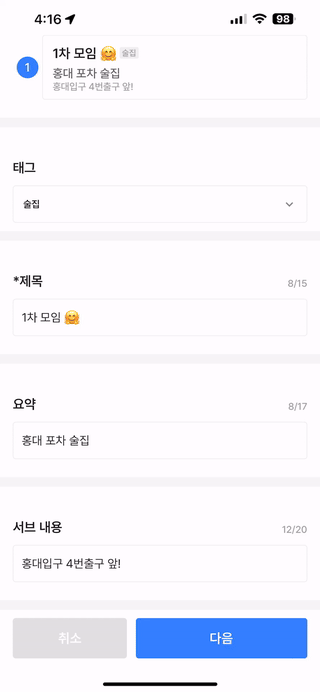 4:16 98
1차 모임 🤗 술집
1
홍대 포차 술집
홍대입구 4번출구 앞!
태그
술집
*제목 8/15
1차 모임 🤗
요약 8/17
홍대 포차 술집
서브 내용 12/20
홍대입구 4번출구 앞!
취소 다음